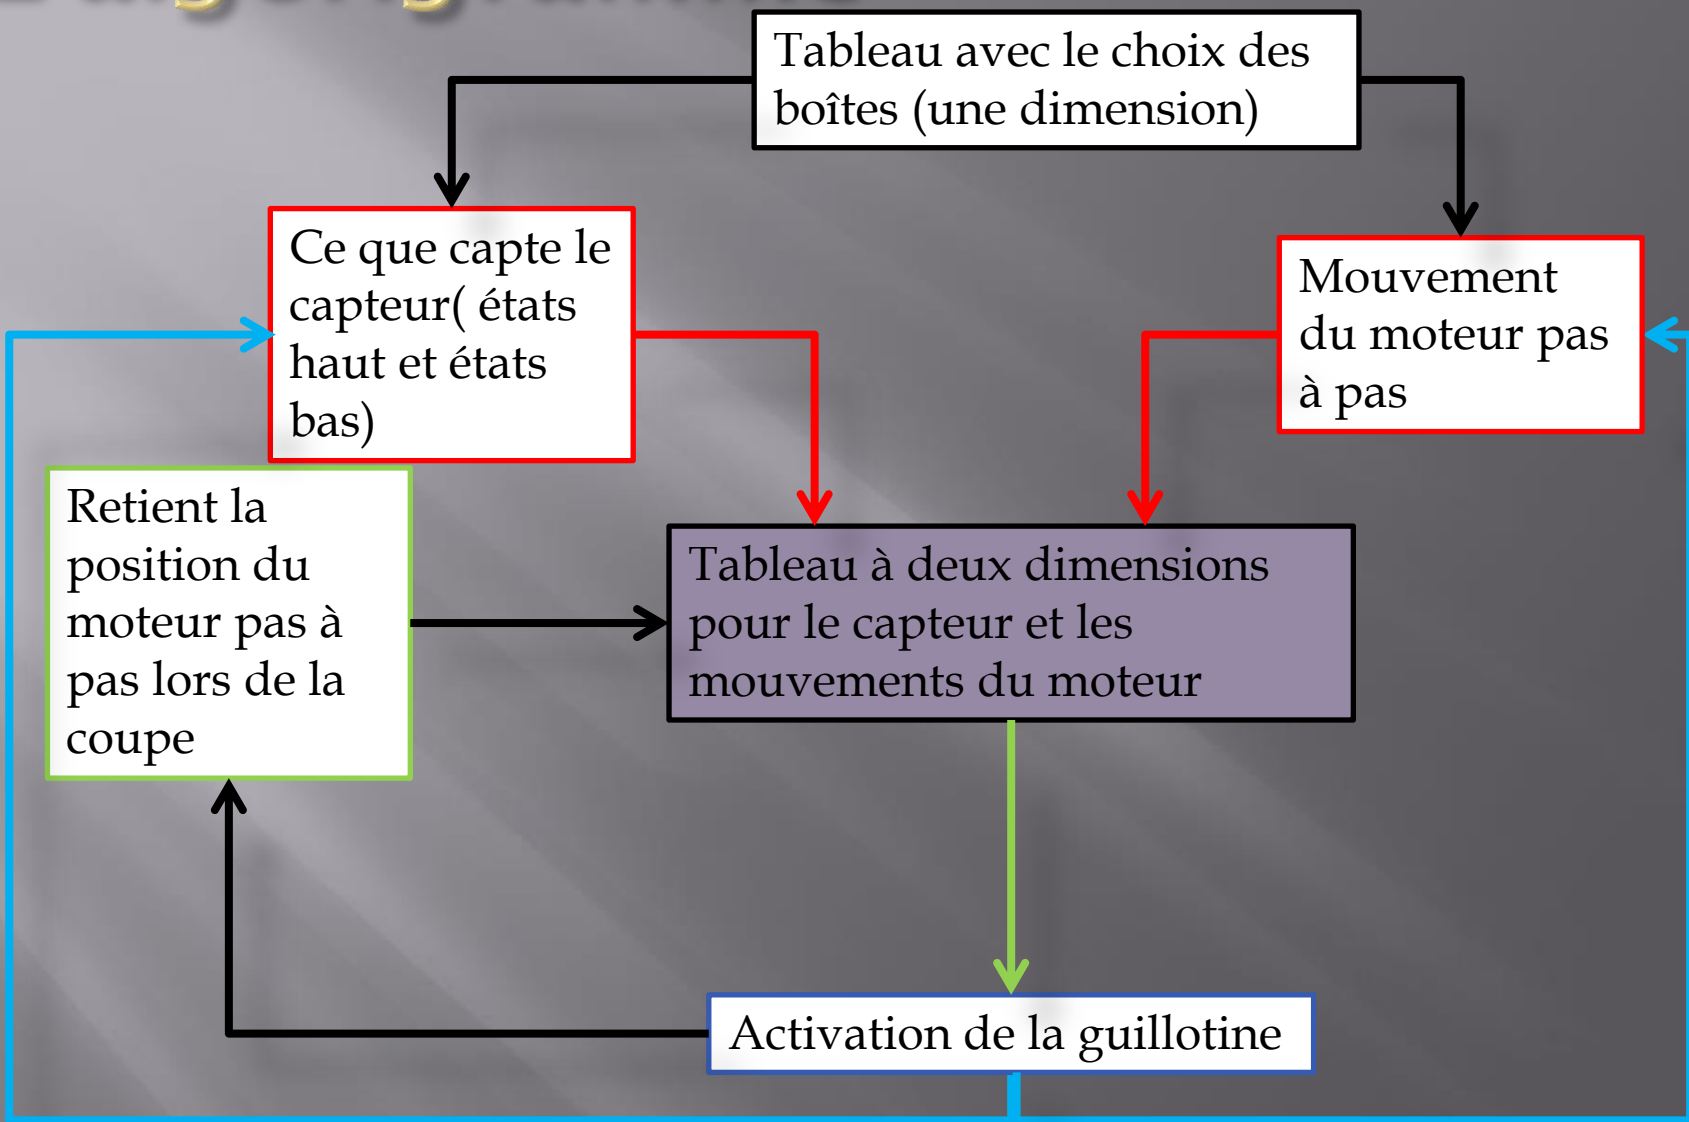 Tableau avec le choix des
boîtes (une dimension)
Ce que capte le
capteur( états
haut et états
bas)
Mouvement
du moteur pas
à pas
Retient la
position du
moteur pas à
pas lors de la
coupe
Tableau à deux dimensions
pour le capteur et les
mouvements du moteur
Activation de la guillotine